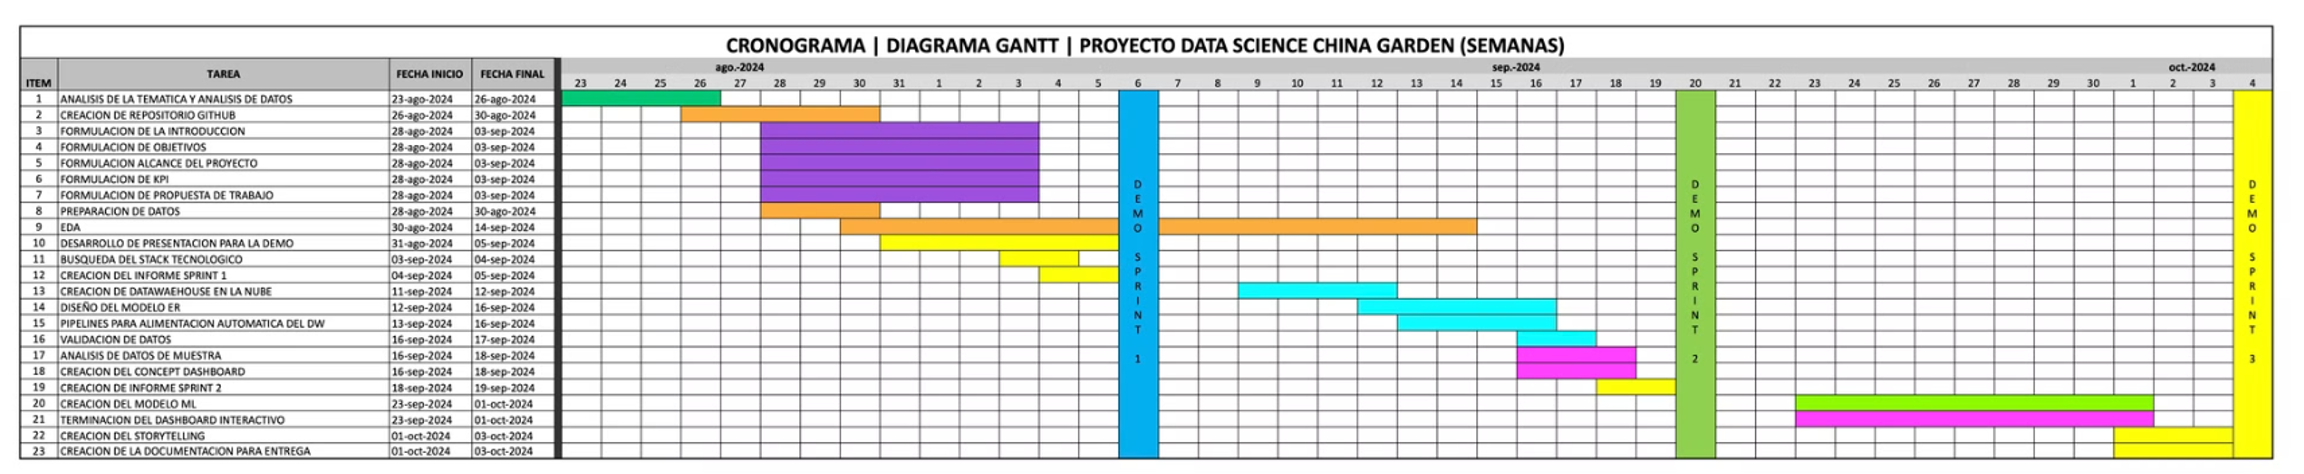 CRONOGRAMA | DIAGRAMA GANTT | PROYECTO DATA SCIENCE CHINA GARDEN (SEMANAS)
ago.-2024 sep.-2024 oct.-2024
ITEM TAREA FECHA INICIO FECHA FINAL 23 24 25 26 27 28 29 30 31 1 2 3 4 5 6 7 8 9 10 11 12 13 14 15 16 17 18 19 20 21 22 23 24 25 26 27 28 29 30 1 2 3 4
1 ANALISIS DE LA TEMATICA Y ANALISIS DE DATOS 23-ago-2024 26-ago-2024
2 CREACION DE REPOSITORIO GITHUB 26-ago-2024 30-ago-2024
3 FORMULACION DE LA INTRODUCCION 28-ago-2024 03-sep-2024
4 FORMULACION DE OBJETIVOS 28-ago-2024 03-sep-2024
5 FORMULACION ALCANCE DEL PROYECTO 28-ago-2024 03-sep-2024
6 FORMULACION DE KPI 28-ago-2024 03-sep-2024
7 FORMULACION DE PROPUESTA DE TRABAJO 28-ago-2024 03-sep-2024
8 PREPARACION DE DATOS 28-ago-2024 30-ago-2024
9 EDA 30-ago-2024 14-sep-2024
10 DESARROLLO DE PRESENTACION PARA LA DEMO 31-ago-2024 05-sep-2024
11 BUSQUEDA DEL STACK TECNOLOGICO 03-sep-2024 04-sep-2024
12 CREACION DEL INFORME SPRINT 1 04-sep-2024 05-sep-2024
13 CREACION DE DATAWAEHOUSE EN LA NUBE 11-sep-2024 12-sep-2024
14 DISEÑO DEL MODELO ER 12-sep-2024 16-sep-2024
15 PIPELINES PARA ALIMENTACION AUTOMATICA DEL DW 13-sep-2024 16-sep-2024
16 VALIDACION DE DATOS 16-sep-2024 17-sep-2024
17 ANALISIS DE DATOS DE MUESTRA 16-sep-2024 18-sep-2024
18 CREACION DEL CONCEPT DASHBOARD 16-sep-2024 18-sep-2024
19 CREACION DE INFORME SPRINT 2 18-sep-2024 19-sep-2024
20 CREACION DEL MODELO ML 23-sep-2024 01-oct-2024
21 TERMINACION DEL DASHBOARD INTERACTIVO 23-sep-2024 01-oct-2024
22 CREACION DEL STORYTELLING 01-oct-2024 03-oct-2024
23 CREACION DE LA DOCUMENTACION PARA ENTREGA 01-oct-2024 03-oct-2024
DEMO SPRINT 1
DEMO SPRINT 2
DEMO SPRINT 3